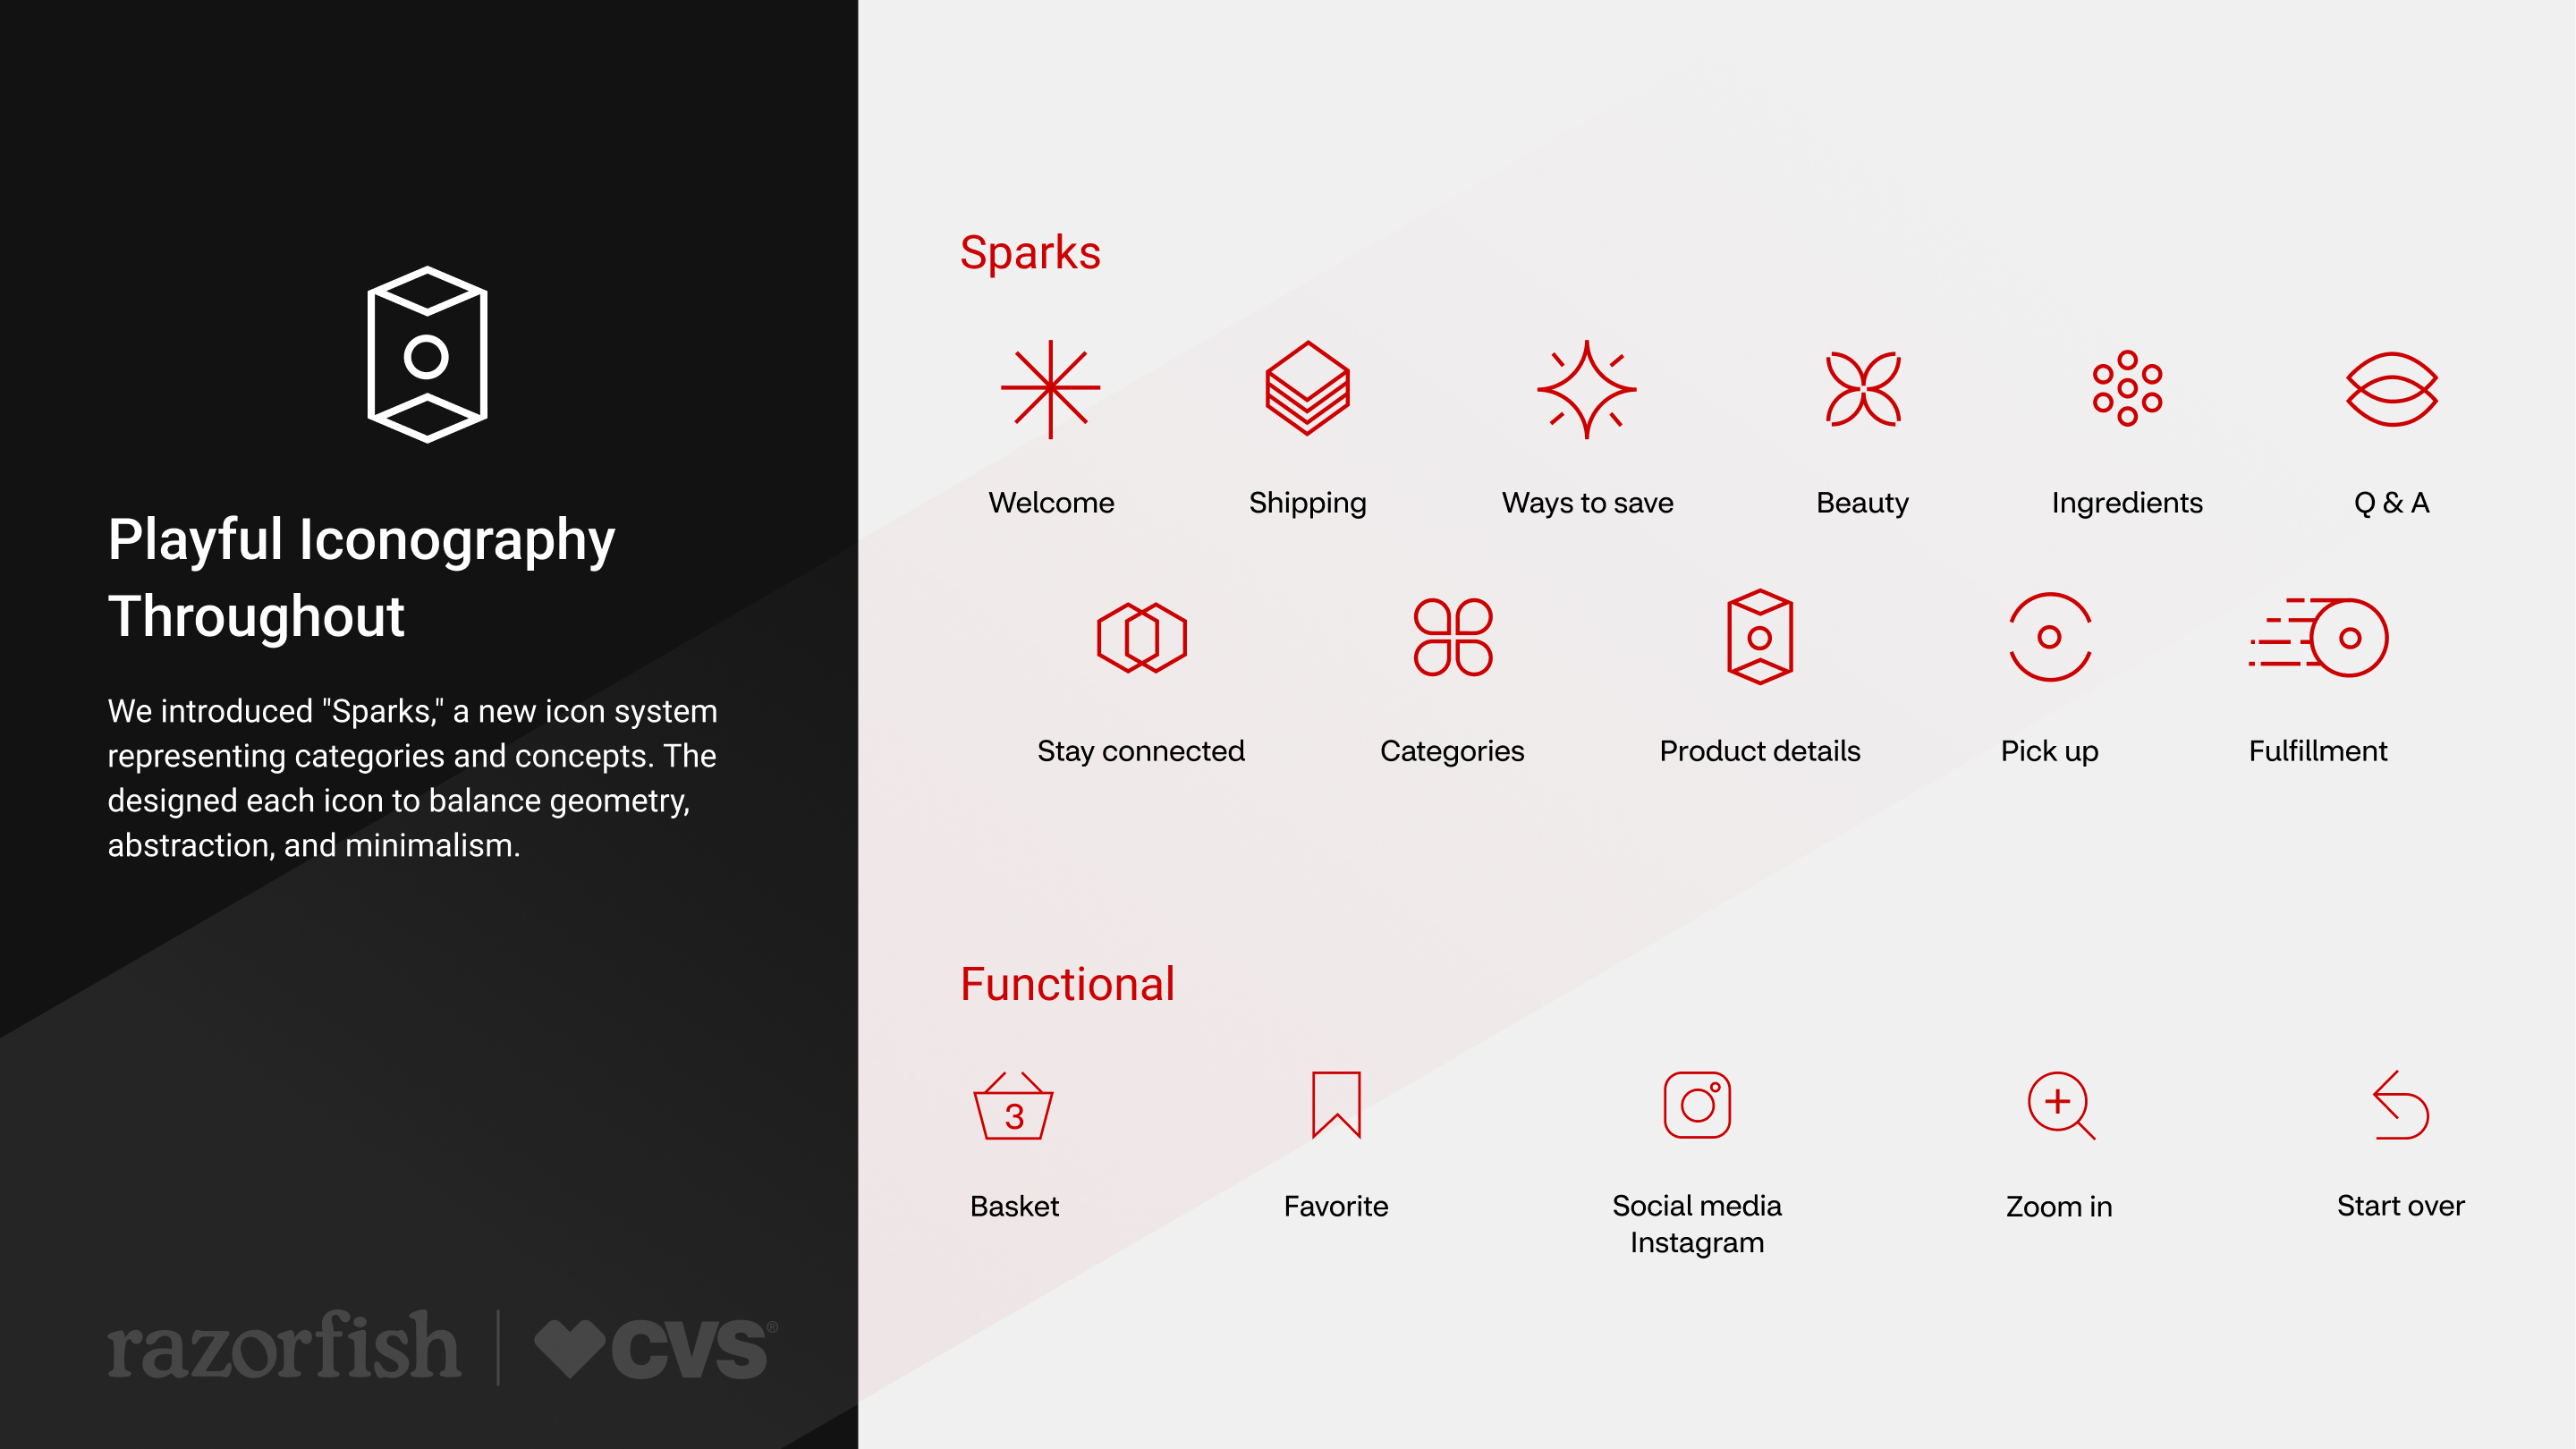 Playful Iconography
Throughout
We introduced "Sparks," a new icon system
representing categories and concepts. The
designed each icon to balance geometry,
abstraction, and minimalism.
razorfish
CVS®
Sparks
Welcome
Shipping
Ways to save
Beauty
Ingredients
Q & A
Stay connected
Categories
Product details
Pick up
Fulfillment
Functional
3
Basket
Favorite
Social media
Instagram
Zoom in
Start over